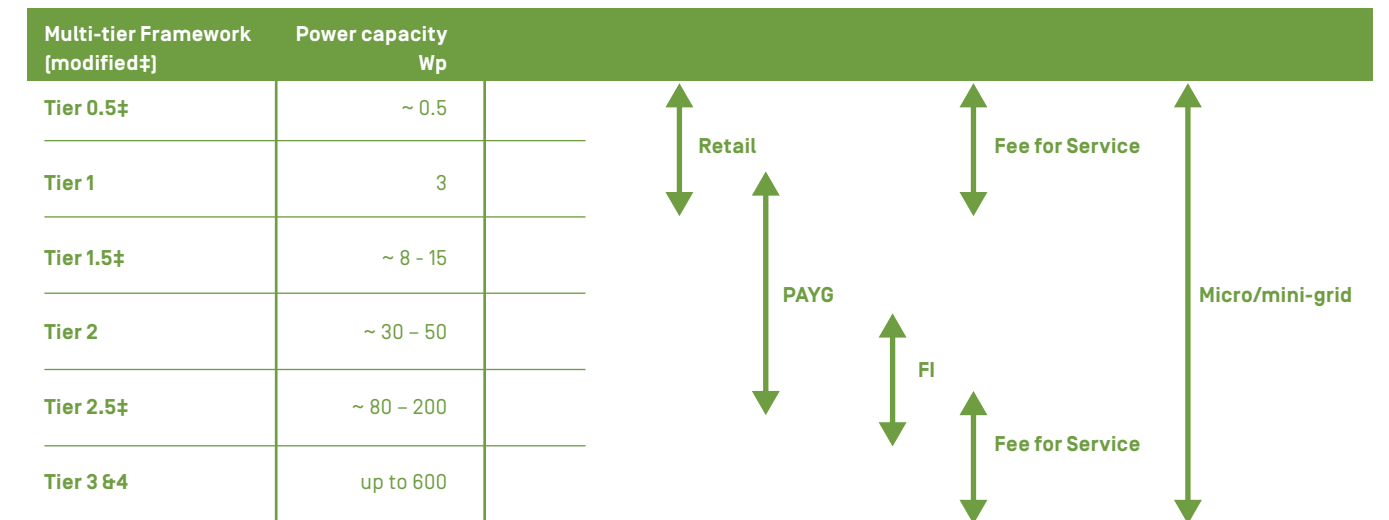 Multi-tier Framework Power capacity
(modified‡) Wp
Tier 0.5‡ ~ 0.5
Retail Fee for Service
Tier 1 3
Tier 1.5‡ ~ 8 - 15
PAYG Micro/mini-grid
Tier 2 ~ 30 – 50
FI
Tier 2.5‡ ~ 80 – 200
Fee for Service
Tier 3 &4 up to 600